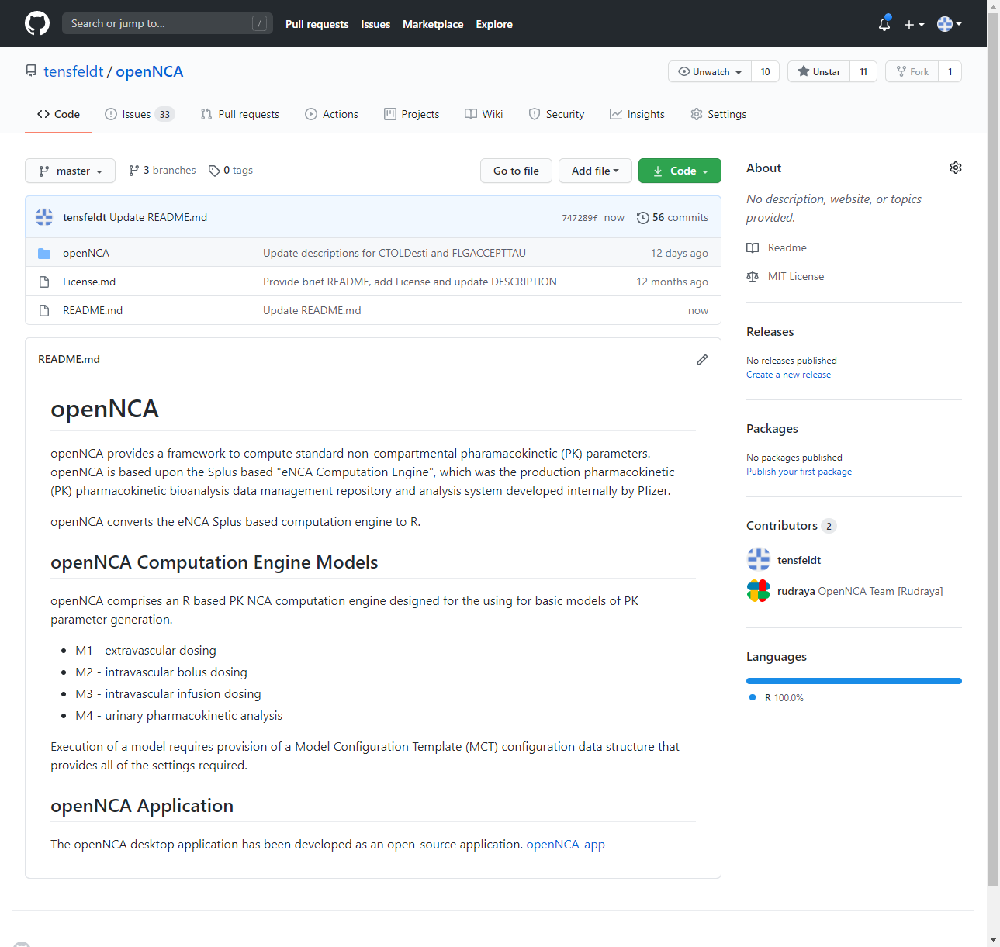 Search or jump to... /
Pull requests Issues Marketplace Explore
tensfeldt / openNCA
Unwatch 10 Unstar 11 Fork 1
Code Issues 33 Pull requests Actions Projects Wiki Security Insights Settings
master 3 branches 0 tags Go to file Add file Code
tensfeldt Update README.md 747289f now 56 commits
openNCA Update descriptions for CTOLDesti and FLGACCEPTTAU 12 days ago
License.md Provide brief README, add License and update DESCRIPTION 12 months ago
README.md Update README.md now
README.md
openNCA
openNCA provides a framework to compute standard non-compartmental pharamacokinetic (PK) parameters.
openNCA is based upon the Splus based "eNCA Computation Engine", which was the production pharmacokinetic
(PK) pharmacokinetic bioanalysis data management repository and analysis system developed internally by Pfizer.
openNCA converts the eNCA Splus based computation engine to R.
openNCA Computation Engine Models
openNCA comprises an R based PK NCA computation engine designed for the using for basic models of PK
parameter generation.
M1 - extravascular dosing
M2 - intravascular bolus dosing
M3 - intravascular infusion dosing
M4 - urinary pharmacokinetic analysis
Execution of a model requires provision of a Model Configuration Template (MCT) configuration data structure that
provides all of the settings required.
openNCA Application
The openNCA desktop application has been developed as an open-source application. openNCA-app
About
No description, website, or topics
provided.
Readme
MIT License
Releases
No releases published
Create a new release
Packages
No packages published
Publish your first package
Contributors 2
tensfeldt
rudraya OpenNCA Team [Rudraya]
Languages
R 100.0%